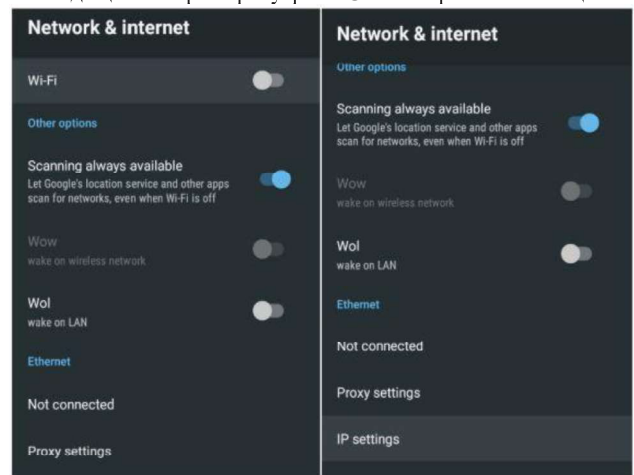 Network & internet
Wi-Fi
Other options
Scanning always available
Let Google's location service and other apps
scan for networks, even when Wi-Fi is off
Wow
wake on wireless network
Wol
wake on LAN
Ethernet
Not connected
Proxy settings
Network & internet
Other options
Scanning always available
Let Google's location service and other apps
scan for networks, even when Wi-Fi is off
Wow
wake on wireless network
Wol
wake on LAN
Ethernet
Not connected
Proxy settings
IP settings